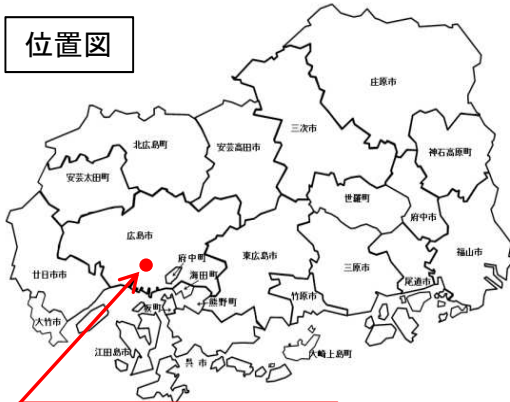 位置図
庄原市
三次市
北広島町
安芸高田市
神石高原町
安芸太田町
世羅町
府中市
広島市
府中町
東広島市
福山市
廿日市市
海田町
三原市
尾道市
竹原市
坂町
熊野町
大竹市
江田島市
呉市
大崎上島町